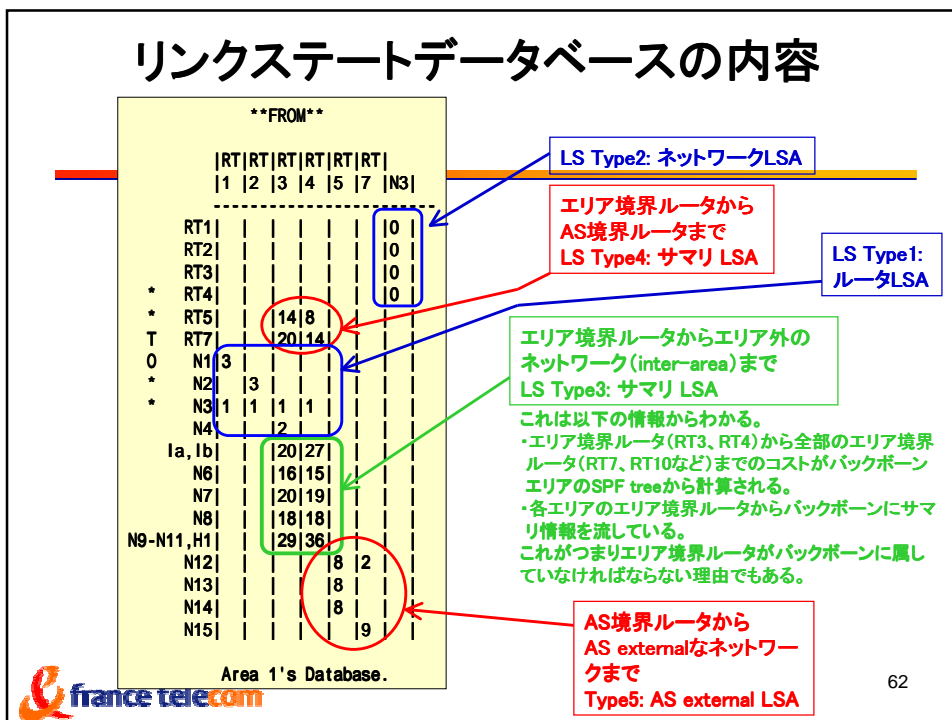 リンクステートデータベースの内容
**FROM**
|RT|RT|RT|RT|RT|RT|
|1 |2 |3 |4 |5 |7 |N3|
- - - - - - - - - - - - - - - - - - - -
RT1| | | | | | |0 |
RT2| | | | | | |0 |
RT3| | | | | | |0 |
* RT4| | | | | | |0 |
* RT5| | |14|8 | | | |
T RT7| | |20|14| | | |
O N1|3 | | | | | | |
* N2| |3 | | | | | |
* N3|1 |1 |1 |1 | | | |
N4| | |2 | | | | |
Ia,Ib| | |20|27| | | |
N6| | |16|15| | | |
N7| | |20|19| | | |
N8| | |18|18| | | |
N9-N11,H1| | |29|36| | | |
N12| | | | |8 |2 | |
N13| | | | |8 | | |
N14| | | | |8 | | |
N15| | | | | |9 | |
Area 1's Database.
LS Type2: ネットワークLSA
エリア境界ルータから
AS境界ルータまで
LS Type4: サマリ LSA
LS Type1:
ルータLSA
エリア境界ルータからエリア外の
ネットワーク(inter-area)まで
LS Type3: サマリ LSA
これは以下の情報からわかる。
・エリア境界ルータ(RT3、RT4)から全部のエリア境界
ルータ(RT7、RT10など)までのコストがバックボーン
エリアのSPF treeから計算される。
・各エリアのエリア境界ルータからバックボーンにサマ
リ情報を流している。
これがつまりエリア境界ルータがバックボーンに属し
ていなければならない理由でもある。
AS境界ルータから
AS externalなネットワー
クまで
Type5: AS external LSA
france telecom
62